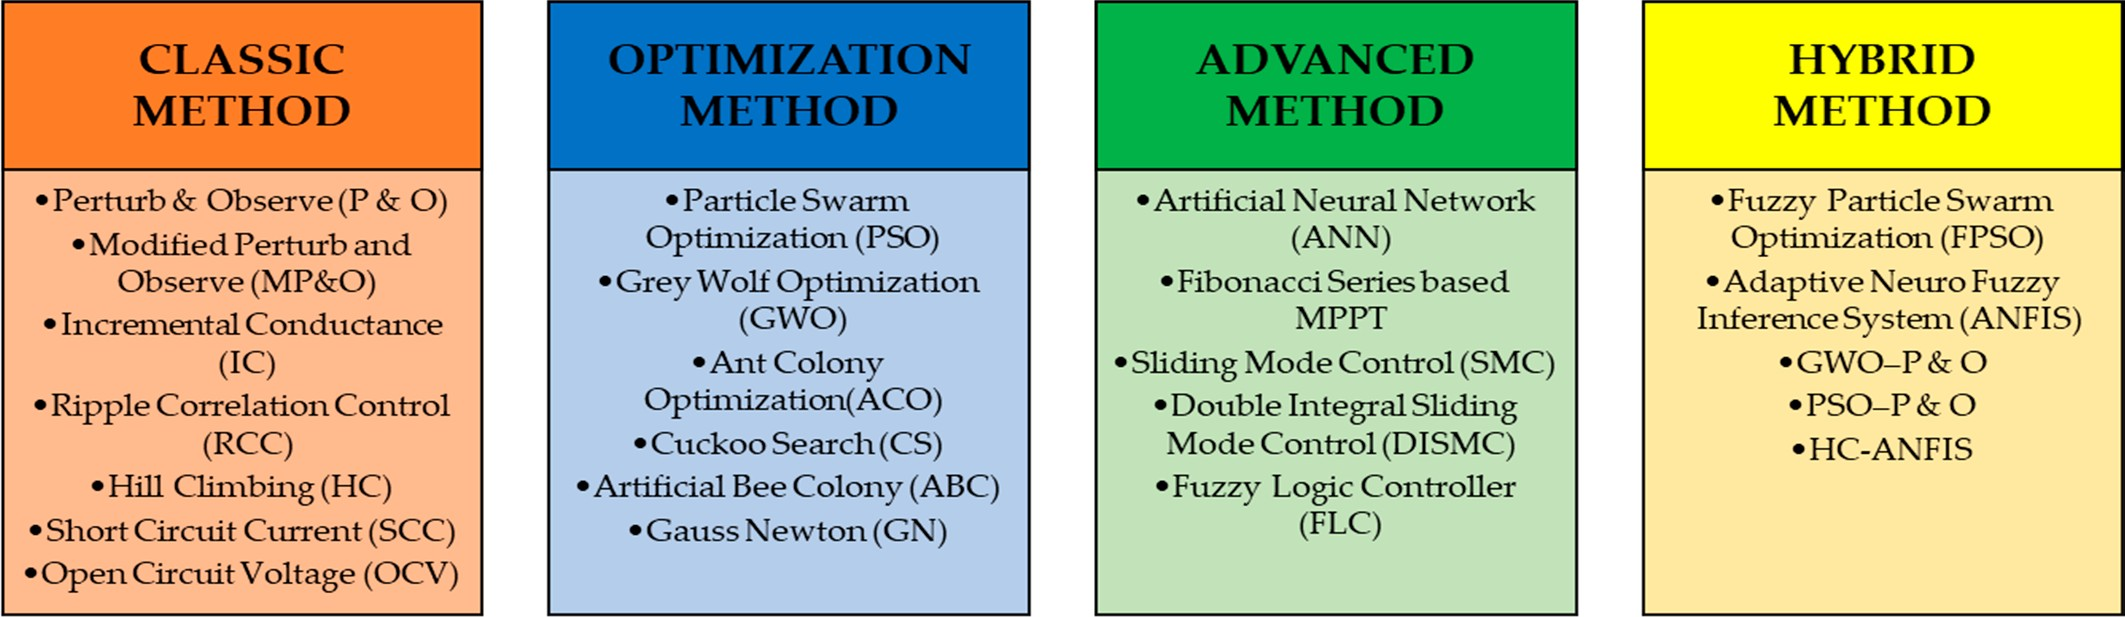 CLASSIC
METHOD
•Perturb & Observe (P & O)
•Modified Perturb and
Observe (MP&O)
•Incremental Conductance
(IC)
•Ripple Correlation Control
(RCC)
•Hill Climbing (HC)
•Short Circuit Current (SCC)
•Open Circuit Voltage (OCV)
OPTIMIZATION
METHOD
•Particle Swarm
Optimization (PSO)
•Grey Wolf Optimization
(GWO)
•Ant Colony
Optimization(ACO)
•Cuckoo Search (CS)
•Artificial Bee Colony (ABC)
•Gauss Newton (GN)
ADVANCED
METHOD
•Artificial Neural Network
(ANN)
•Fibonacci Series based
MPPT
•Sliding Mode Control (SMC)
•Double Integral Sliding
Mode Control (DISMC)
•Fuzzy Logic Controller
(FLC)
HYBRID
METHOD
•Fuzzy Particle Swarm
Optimization (FPSO)
•Adaptive Neuro Fuzzy
Inference System (ANFIS)
•GWO–P & O
•PSO–P & O
•HC-ANFIS